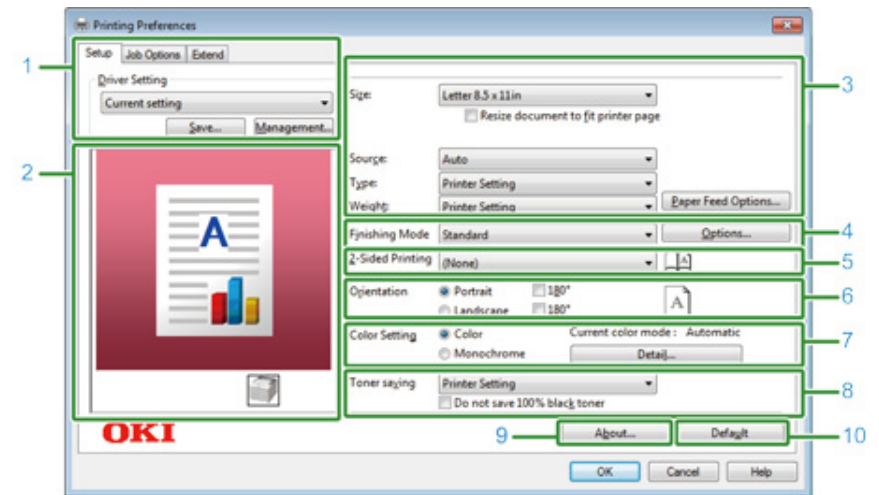 Printing Preferences
Setup Job Options Extend
1
Driver Setting
Current setting
Save... Management...
2
A
3
Size: Letter 8.5 x 11in
Resize document to fit printer page
Source: Auto
Type: Printer Setting
Weight: Printer Setting Paper Feed Options...
Finishing Mode Standard Options... 4
2-Sided Printing (None) A 5
Orientation Portrait 180° A 6
Landscape 180°
Color Setting Color Current color mode : Automatic 7
Monochrome Detail...
Toner saving Printer Setting 8
Do not save 100% black toner
OKI 9 About... Default 10
OK Cancel Help